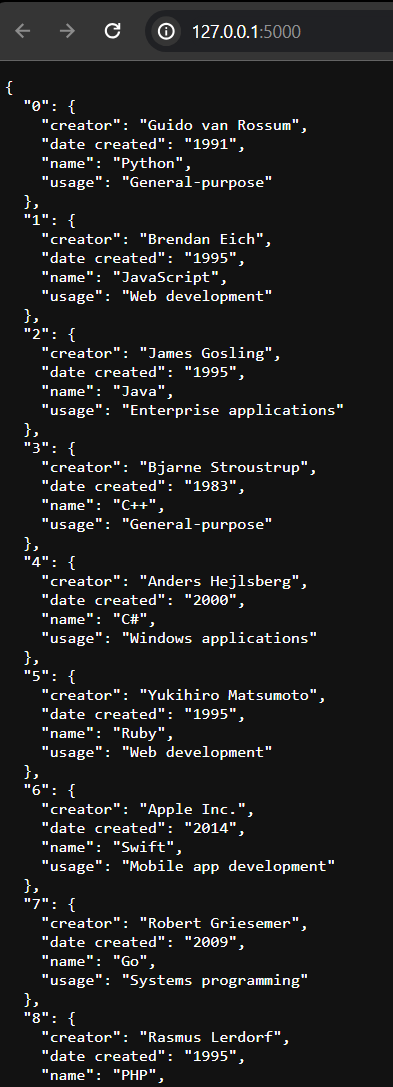 127.0.0.1:5000
{
  "0": {
    "creator": "Guido van Rossum",
    "date created": "1991",
    "name": "Python",
    "usage": "General-purpose"
  },
  "1": {
    "creator": "Brendan Eich",
    "date created": "1995",
    "name": "JavaScript",
    "usage": "Web development"
  },
  "2": {
    "creator": "James Gosling",
    "date created": "1995",
    "name": "Java",
    "usage": "Enterprise applications"
  },
  "3": {
    "creator": "Bjarne Stroustrup",
    "date created": "1983",
    "name": "C++",
    "usage": "General-purpose"
  },
  "4": {
    "creator": "Anders Hejlsberg",
    "date created": "2000",
    "name": "C#",
    "usage": "Windows applications"
  },
  "5": {
    "creator": "Yukihiro Matsumoto",
    "date created": "1995",
    "name": "Ruby",
    "usage": "Web development"
  },
  "6": {
    "creator": "Apple Inc.",
    "date created": "2014",
    "name": "Swift",
    "usage": "Mobile app development"
  },
  "7": {
    "creator": "Robert Griesemer",
    "date created": "2009",
    "name": "Go",
    "usage": "Systems programming"
  },
  "8": {
    "creator": "Rasmus Lerdorf",
    "date created": "1995",
    "name": "PHP",